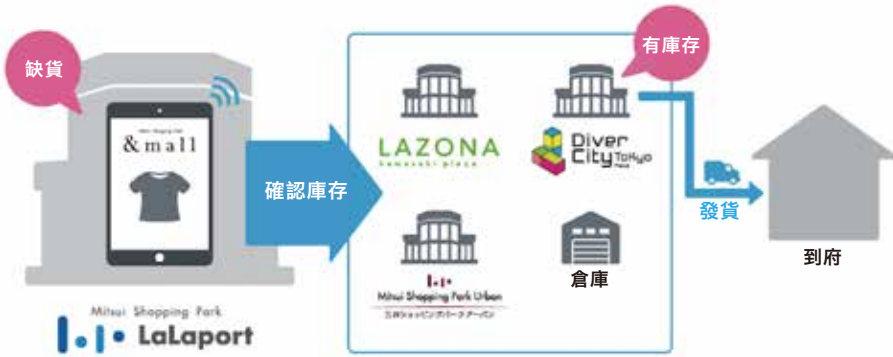 缺貨
Mitsui Shopping Park
& mall
Mitsui Shopping Park
LaLaport
確認庫存
LAZONA
kawasaki plaza
有庫存
Diver
City Tokyo
Plaza
Mitsui Shopping Park Urban
三井ショッピングパーク アーバン
倉庫
發貨
到府